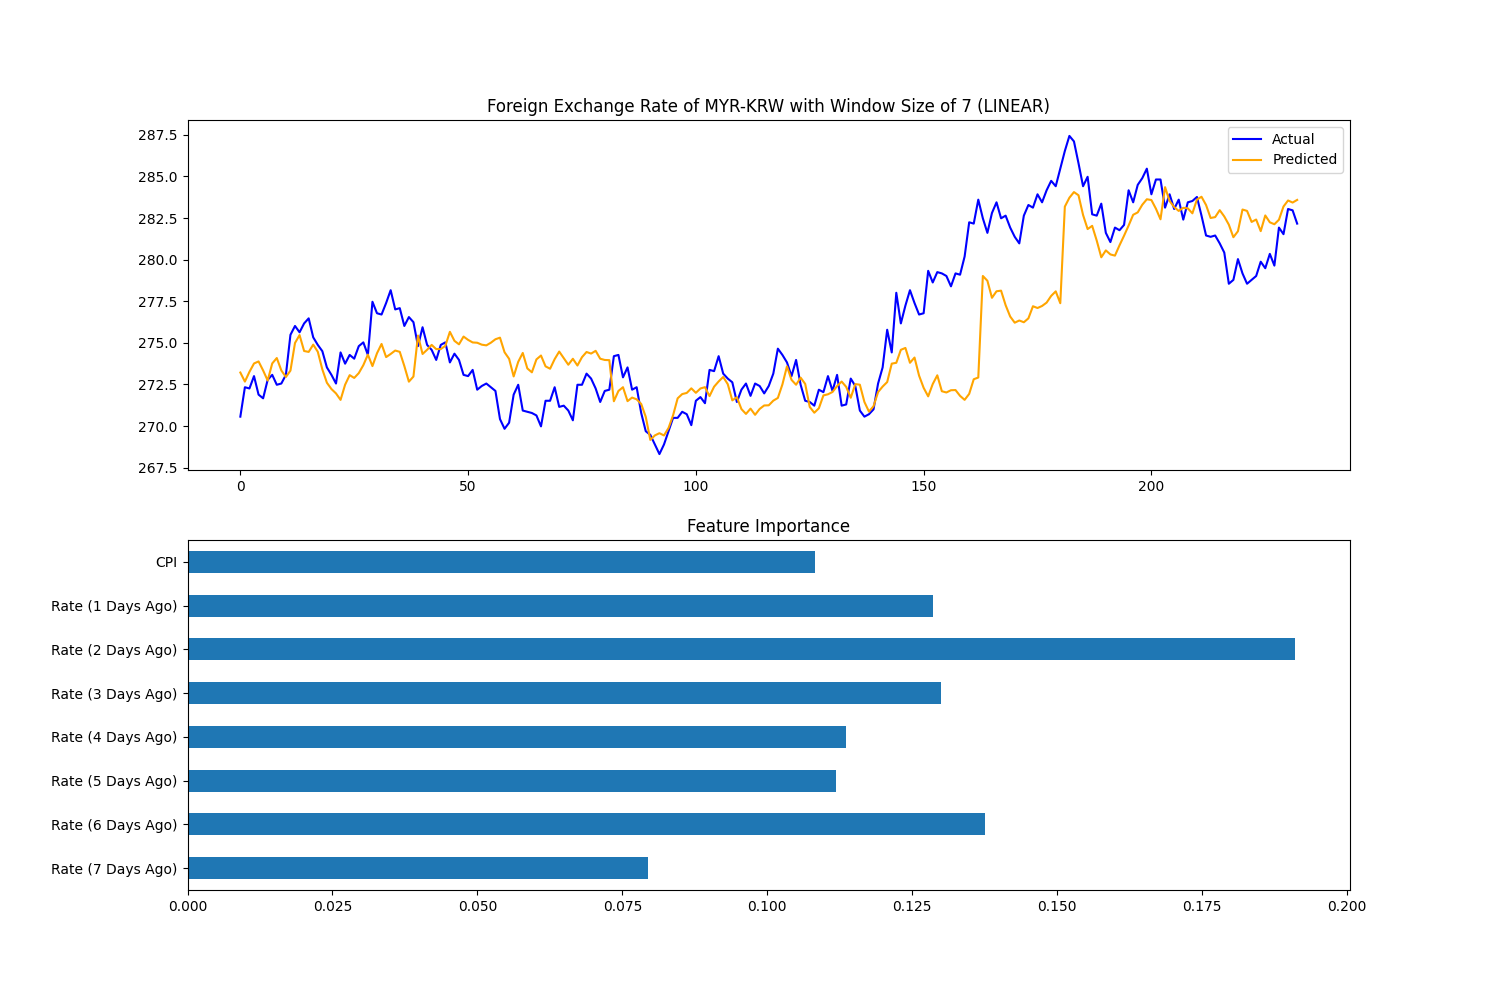 Foreign Exchange Rate of MYR-KRW with Window Size of 7 (LINEAR)
287.5
285.0
282.5
280.0
277.5
275.0
272.5
270.0
267.5
Actual
Predicted
0 50 100 150 200
Feature Importance
CPI
Rate (1 Days Ago)
Rate (2 Days Ago)
Rate (3 Days Ago)
Rate (4 Days Ago)
Rate (5 Days Ago)
Rate (6 Days Ago)
Rate (7 Days Ago)
0.000 0.025 0.050 0.075 0.100 0.125 0.150 0.175 0.200